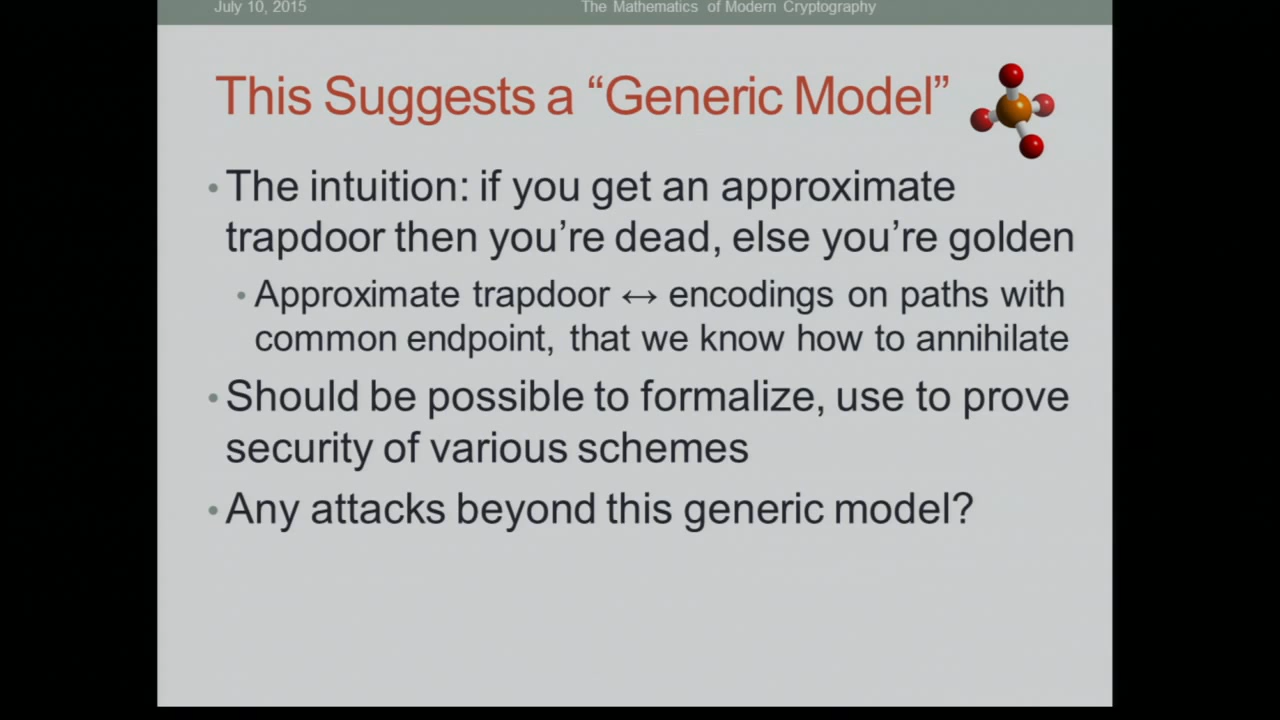 July 10, 2015
The Mathematics of Modern Cryptography
This Suggests a “Generic Model”
• The intuition: if you get an approximate
trapdoor then you’re dead, else you’re golden
• Approximate trapdoor ↔ encodings on paths with
common endpoint, that we know how to annihilate
• Should be possible to formalize, use to prove
security of various schemes
• Any attacks beyond this generic model?